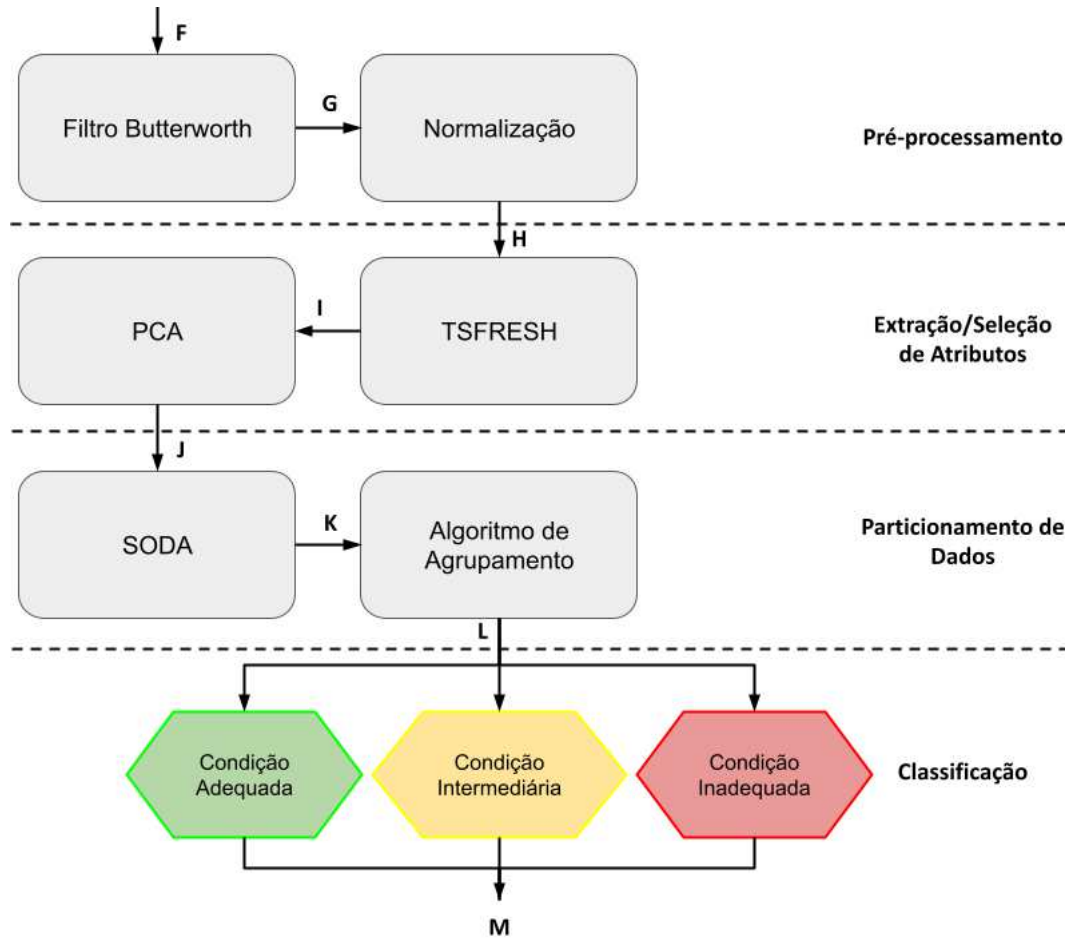 F
Filtro Butterworth
G
Normalização
Pré-processamento
H
PCA
I
TSFRESH
Extração/Seleção
de Atributos
J
SODA
K
Algoritmo de
Agrupamento
Particionamento de
Dados
L
Condição
Adequada
Condição
Intermediária
Condição
Inadequada
Classificação
M